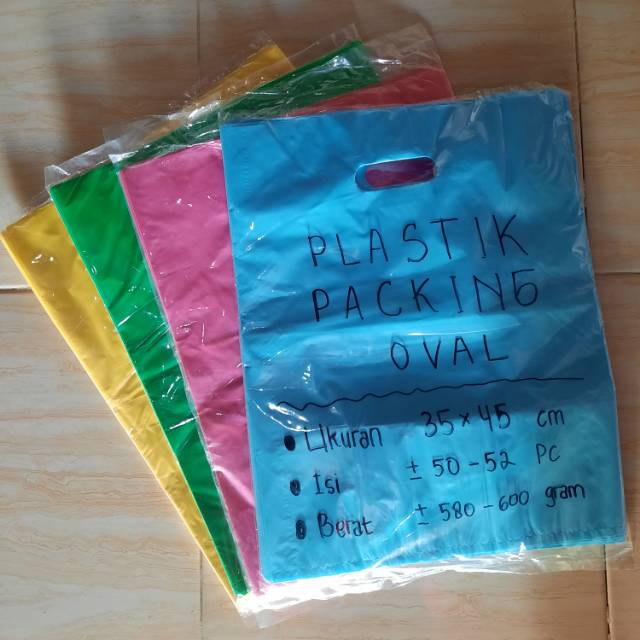 PLASTIK
PACKING
OVAL
• Ukuran 35 x 45 cm
• Isi ± 50 - 52 PC
• Berat ± 580 - 600 gram